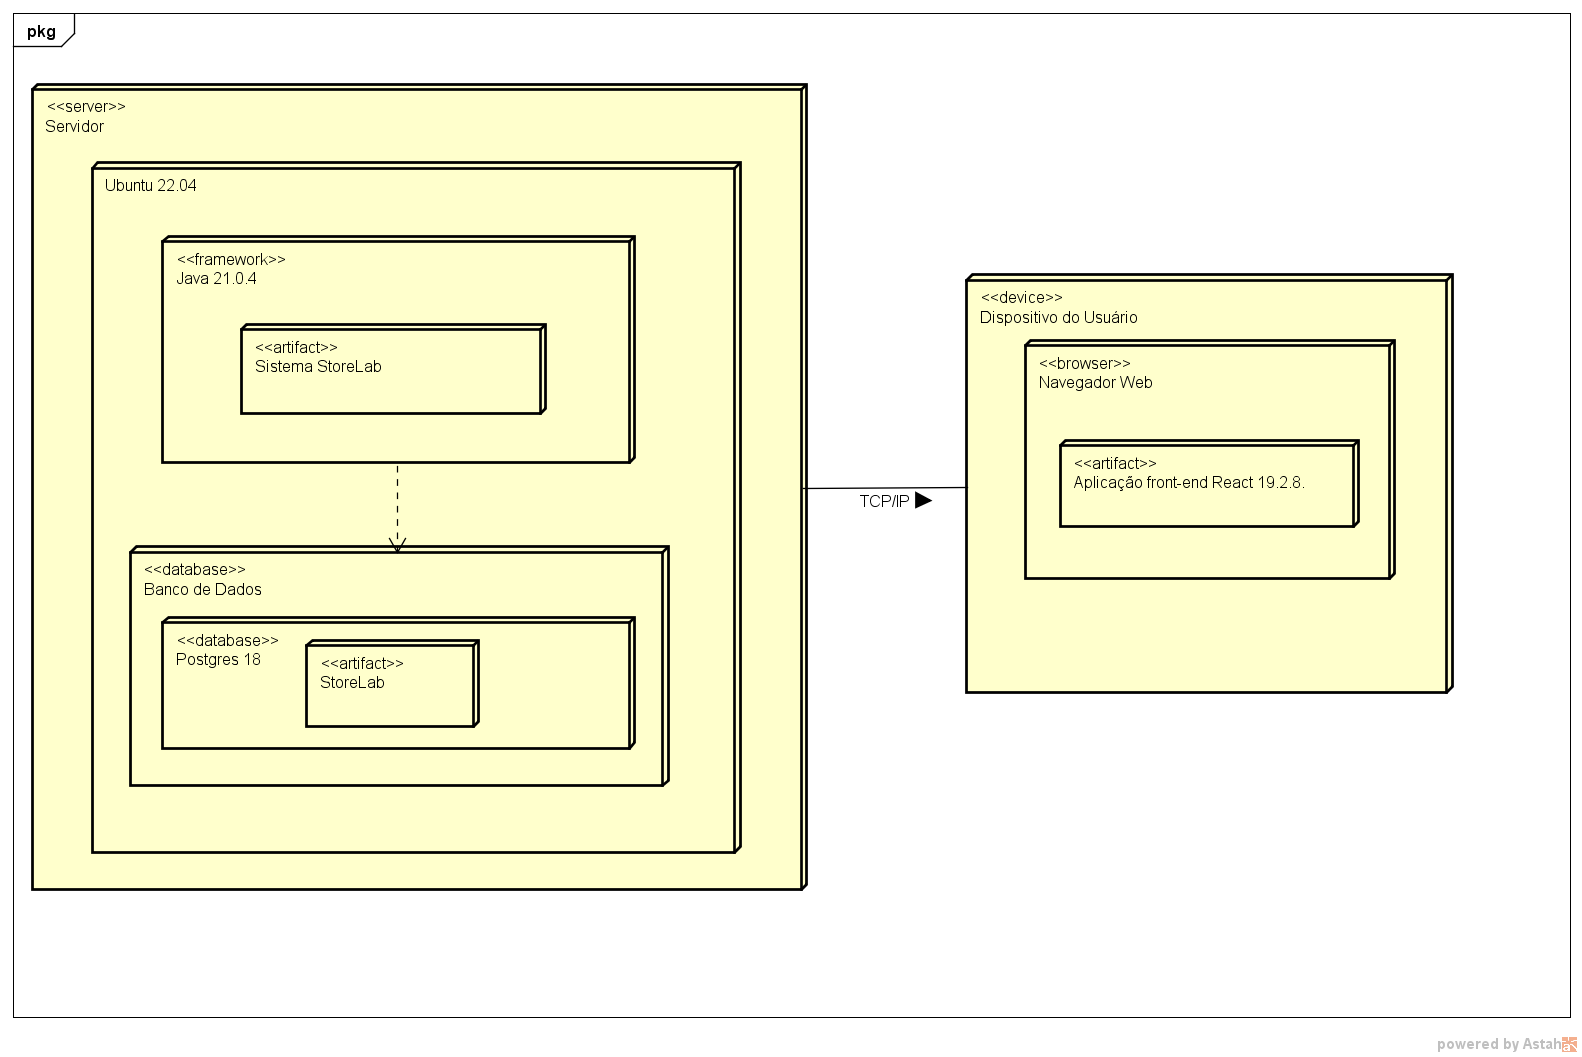 pkg
<<server>>
Servidor
Ubuntu 22.04
<<framework>>
Java 21.0.4
<<artifact>>
Sistema StoreLab
<<database>>
Banco de Dados
<<database>>
Postgres 18
<<artifact>>
StoreLab
TCP/IP
<<device>>
Dispositivo do Usuário
<<browser>>
Navegador Web
<<artifact>>
Aplicação front-end React 19.2.8.
powered by Astah